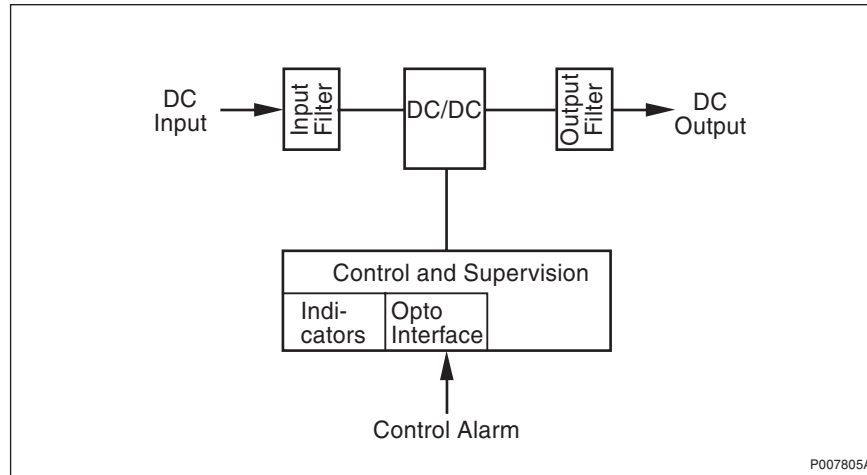 DC
Input
Input
Filter
DC/DC
Output
Filter
DC
Output
Control and Supervision
Indi-
cators
Opto
Interface
Control Alarm
P007805A